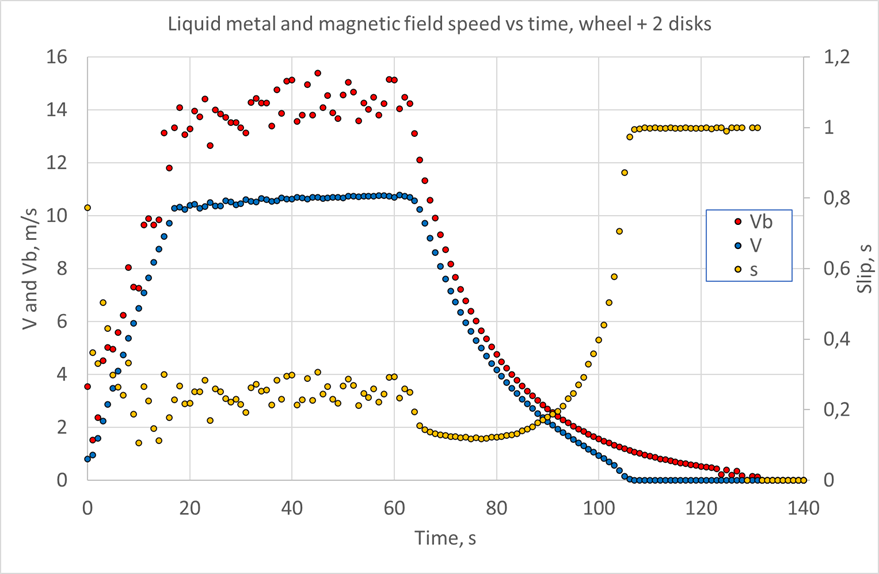 Liquid metal and magnetic field speed vs time, wheel + 2 disks
16
14
12
10
8
6
4
2
0
V and Vb, m/s
1,2
1
0,8
0,6
0,4
0,2
0
Slip, s
Vb
V
s
0 20 40 60 80 100 120 140
Time, s